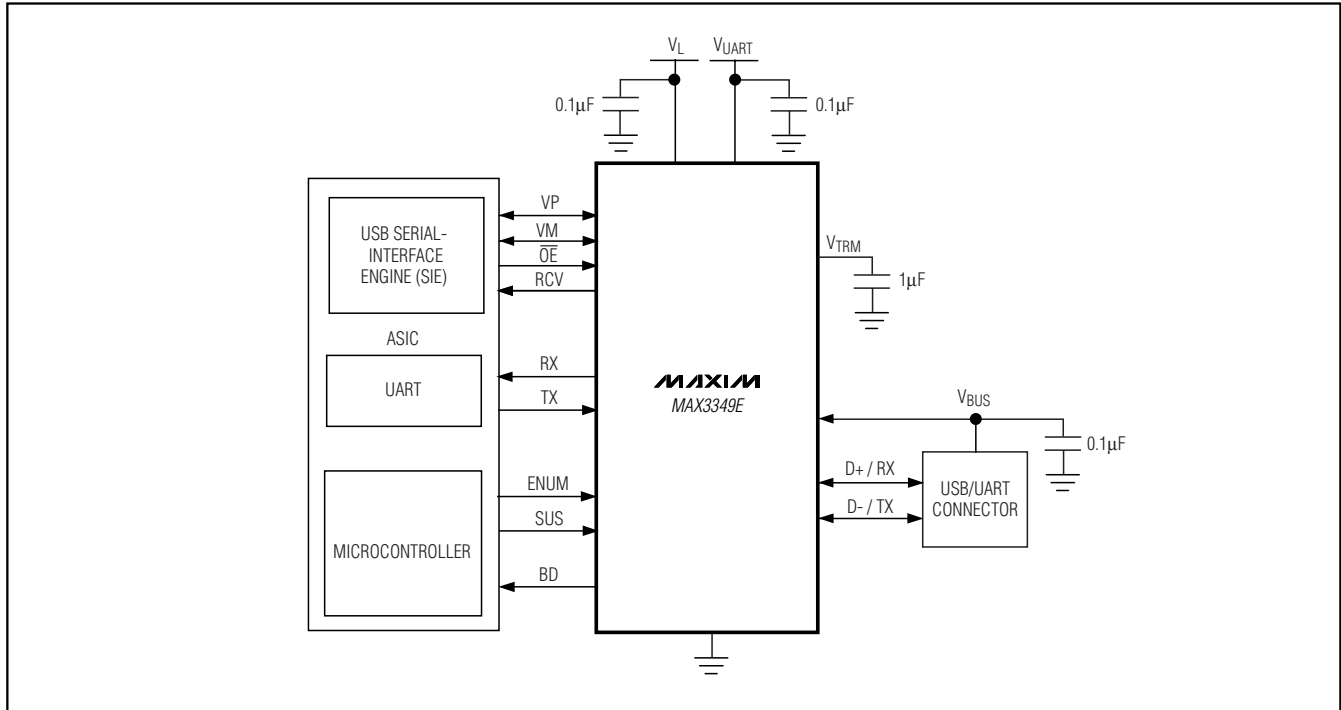 V_L
V_UART
0.1µF
0.1µF
USB SERIAL-
INTERFACE
ENGINE (SIE)
VP
VM
O̅E̅
RCV
V_TRM
1µF
ASIC
UART
RX
TX
MAXIM
MAX3349E
V_BUS
0.1µF
D+ / RX
D- / TX
USB/UART
CONNECTOR
MICROCONTROLLER
ENUM
SUS
BD